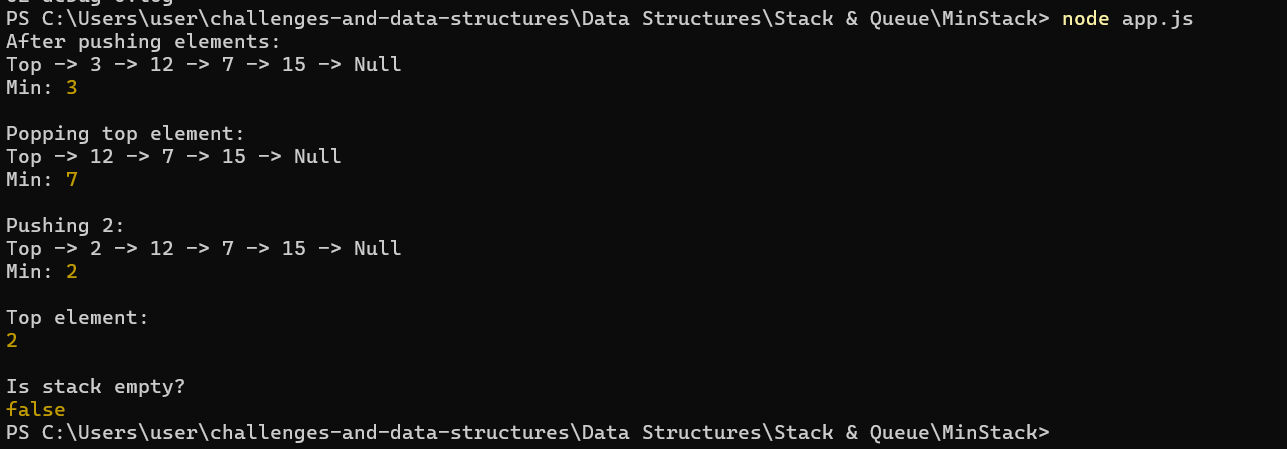 PS C:\Users\user\challenges-and-data-structures\Data Structures\Stack & Queue\MinStack> node app.js
After pushing elements:
Top -> 3 -> 12 -> 7 -> 15 -> Null
Min: 3
Popping top element:
Top -> 12 -> 7 -> 15 -> Null
Min: 7
Pushing 2:
Top -> 2 -> 12 -> 7 -> 15 -> Null
Min: 2
Top element:
2
Is stack empty?
false
PS C:\Users\user\challenges-and-data-structures\Data Structures\Stack & Queue\MinStack>